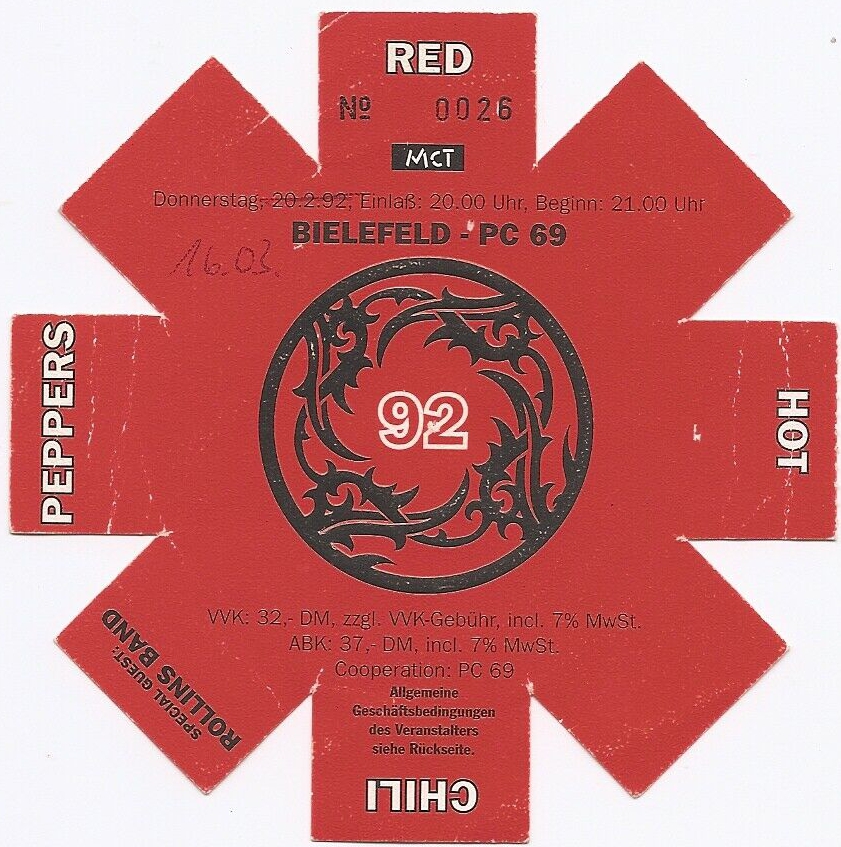 RED
Nº 0026
MCT
Donnerstag, 20.2.92, Einlaß: 20.00 Uhr, Beginn: 21.00 Uhr
BIELEFELD - PC 69
16.03.
PEPPERS
92
HOT
VVK: 32,- DM, zzgl. VVK-Gebühr, incl. 7% MwSt.
ABK: 37,- DM, incl. 7% MwSt.
Cooperation: PC 69
SPECIAL GUEST:
ROLLINS BAND
Allgemeine
Geschäftsbedingungen
des Veranstalters
siehe Rückseite.
CHILI